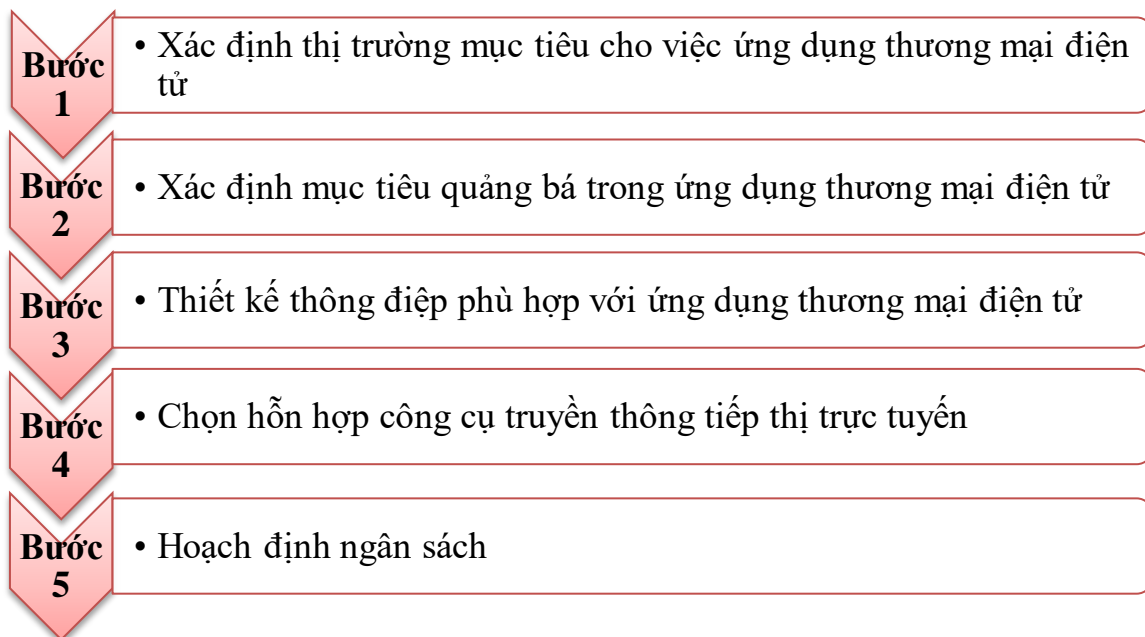 Bước
1
• Xác định thị trường mục tiêu cho việc ứng dụng thương mại điện
tử
Bước
2
• Xác định mục tiêu quảng bá trong ứng dụng thương mại điện tử
Bước
3
• Thiết kế thông điệp phù hợp với ứng dụng thương mại điện tử
Bước
4
• Chọn hỗn hợp công cụ truyền thông tiếp thị trực tuyến
Bước
5
• Hoạch định ngân sách